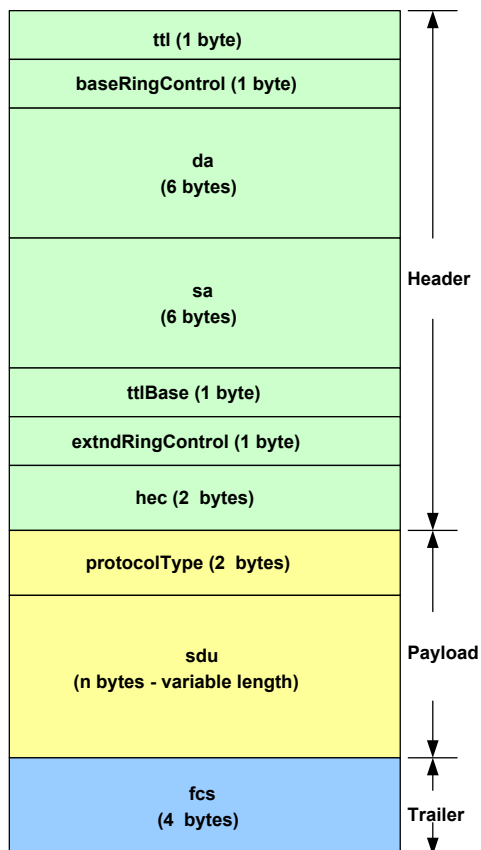 ttl (1 byte)
baseRingControl (1 byte)
da
(6 bytes)
sa
(6 bytes)
Header
ttlBase (1 byte)
extndRingControl (1 byte)
hec (2 bytes)
protocolType (2 bytes)
sdu
(n bytes - variable length)
Payload
fcs
(4 bytes)
Trailer